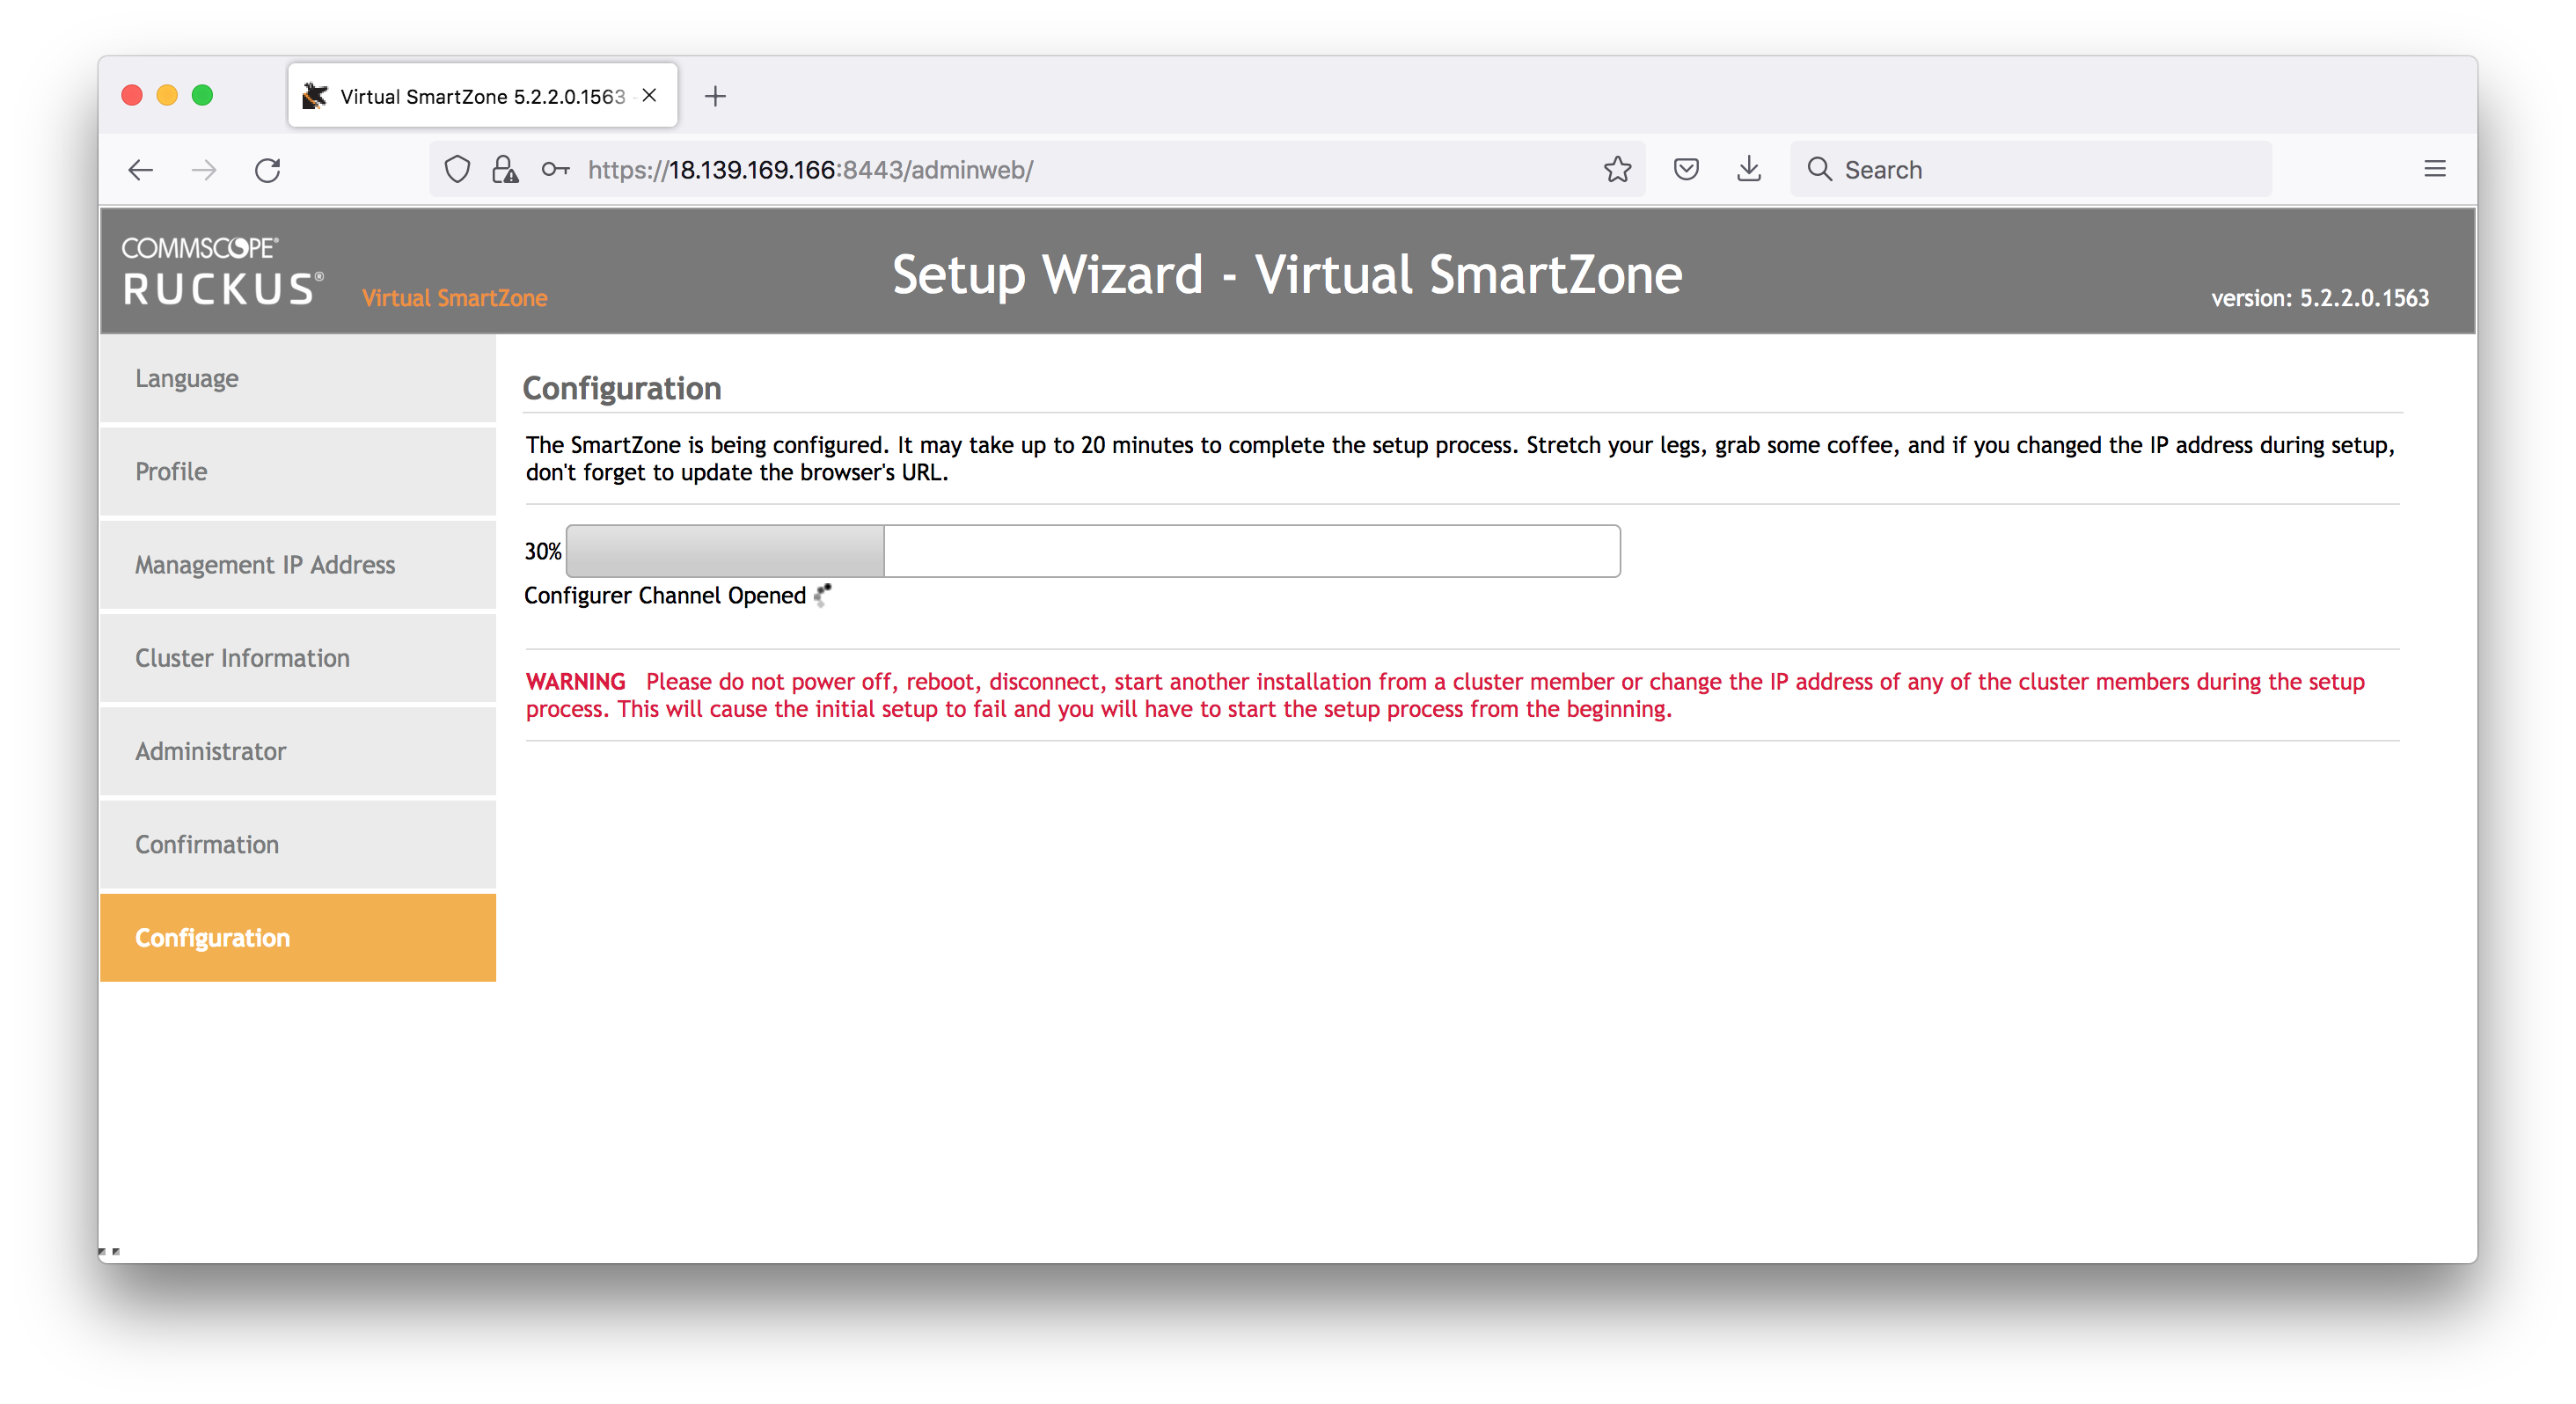 Virtual SmartZone 5.2.2.0.1563
https://18.139.169.166:8443/adminweb/
Search
COMMSCOPE®
RUCKUS®
Virtual SmartZone
Setup Wizard - Virtual SmartZone
version: 5.2.2.0.1563
Language
Profile
Management IP Address
Cluster Information
Administrator
Confirmation
Configuration
Configuration
The SmartZone is being configured. It may take up to 20 minutes to complete the setup process. Stretch your legs, grab some coffee, and if you changed the IP address during setup,
don't forget to update the browser's URL.
30%
Configurer Channel Opened
WARNING Please do not power off, reboot, disconnect, start another installation from a cluster member or change the IP address of any of the cluster members during the setup
process. This will cause the initial setup to fail and you will have to start the setup process from the beginning.